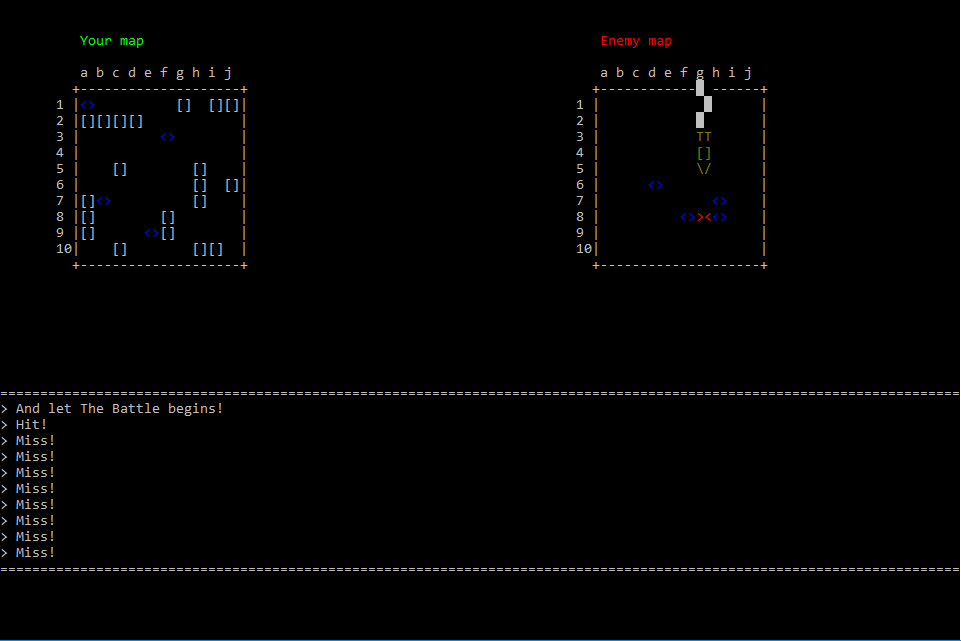 Your map Enemy map
a b c d e f g h i j a b c d e f g h i j
+--------------------+ +------------ ------+
1 |<>          []  [][]| 1 |                    |
2 |[][][][]            | 2 |                    |
3 |          <>        | 3 |            TT      |
4 |                    | 4 |            []      |
5 |    []        []    | 5 |            \/      |
6 |              []  []| 6 |      <>            |
7 |[]<>          []    | 7 |              <>    |
8 |[]        []        | 8 |          <>><<>    |
9 |[]      <>[]        | 9 |                    |
10|    []        [][]  | 10|                    |
+--------------------+ +--------------------+
========================================================================================================================
> And let The Battle begins!
> Hit!
> Miss!
> Miss!
> Miss!
> Miss!
> Miss!
> Miss!
> Miss!
> Miss!
========================================================================================================================